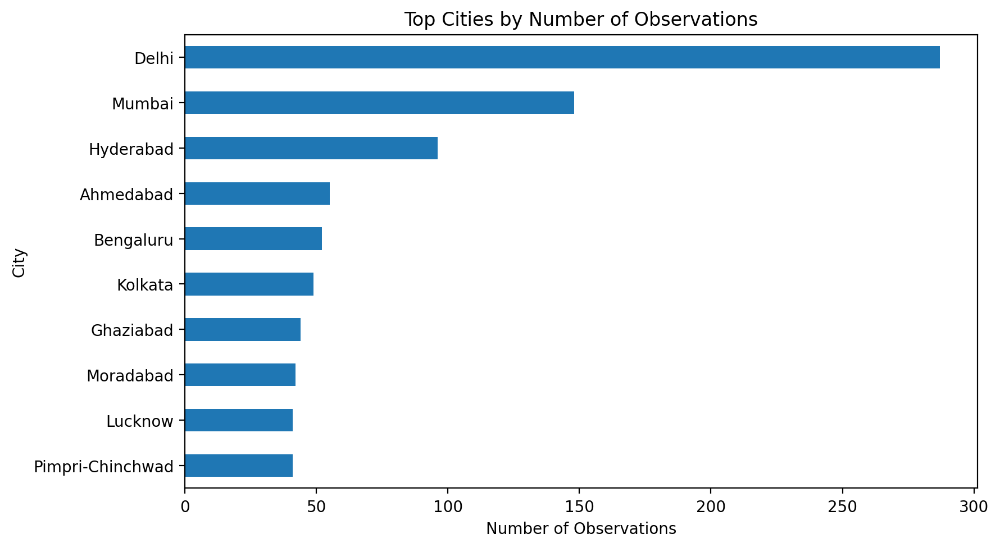 Top Cities by Number of Observations
City
Delhi
Mumbai
Hyderabad
Ahmedabad
Bengaluru
Kolkata
Ghaziabad
Moradabad
Lucknow
Pimpri-Chinchwad
0 50 100 150 200 250 300
Number of Observations